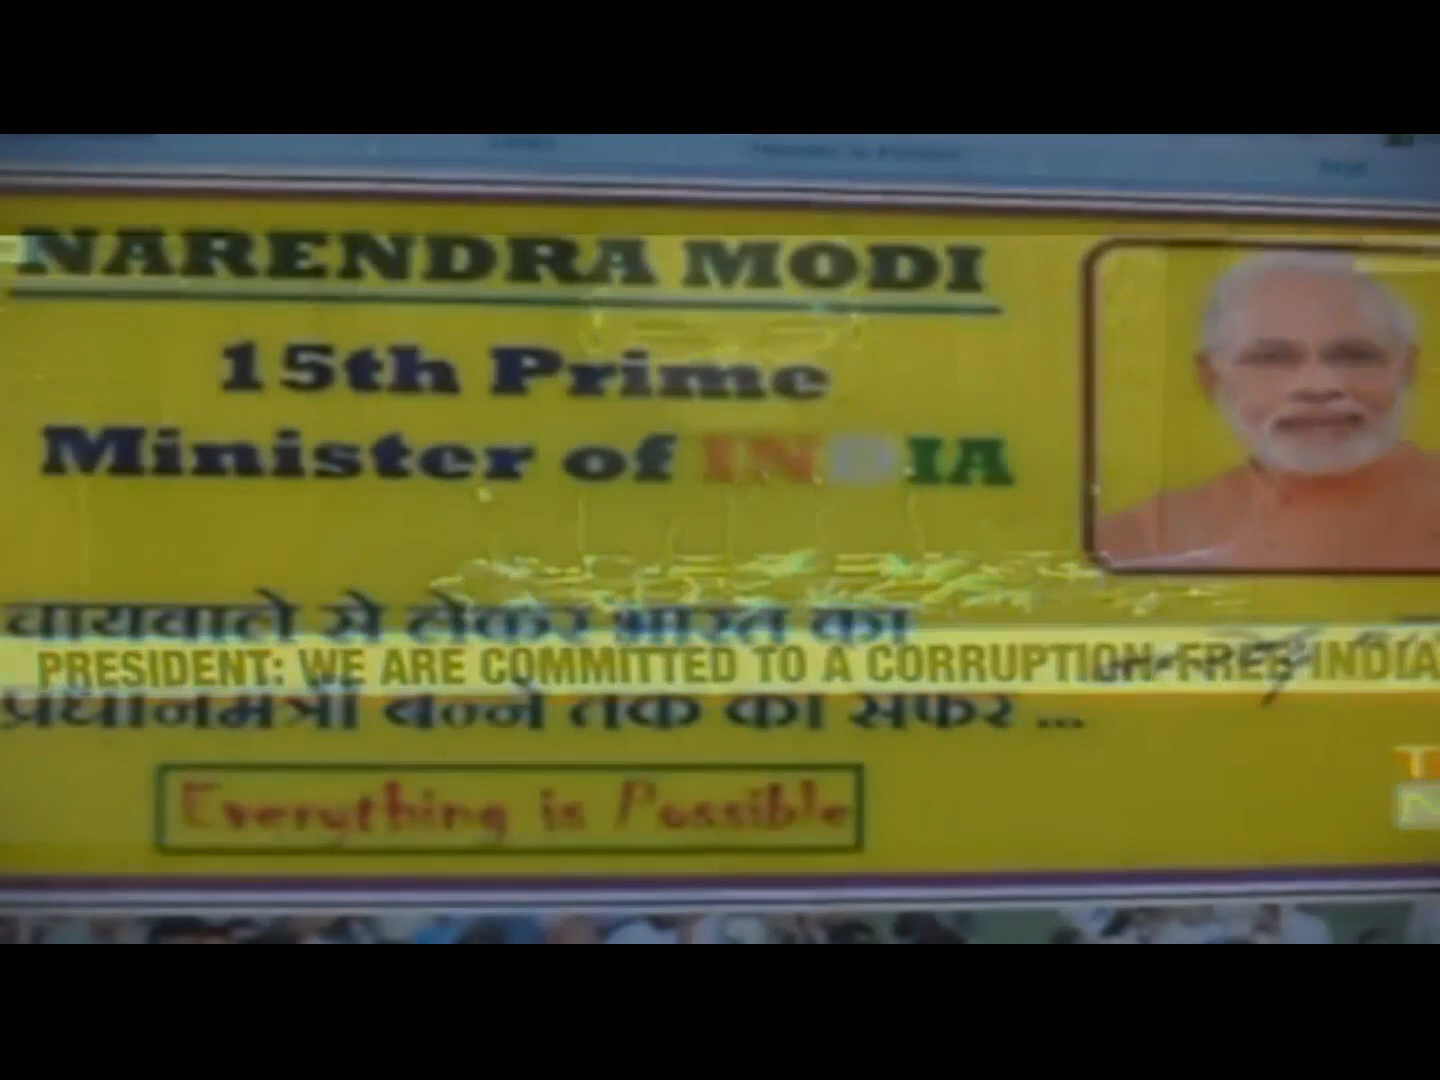 NARENDRA MODI
15th Prime
Minister of INDIA
चायवाले से लेकर भारत का
PRESIDENT: WE ARE COMMITTED TO A CORRUPTION-FREE INDIA
प्रधानमंत्री बनने तक का सफर ...
Everything is Possible